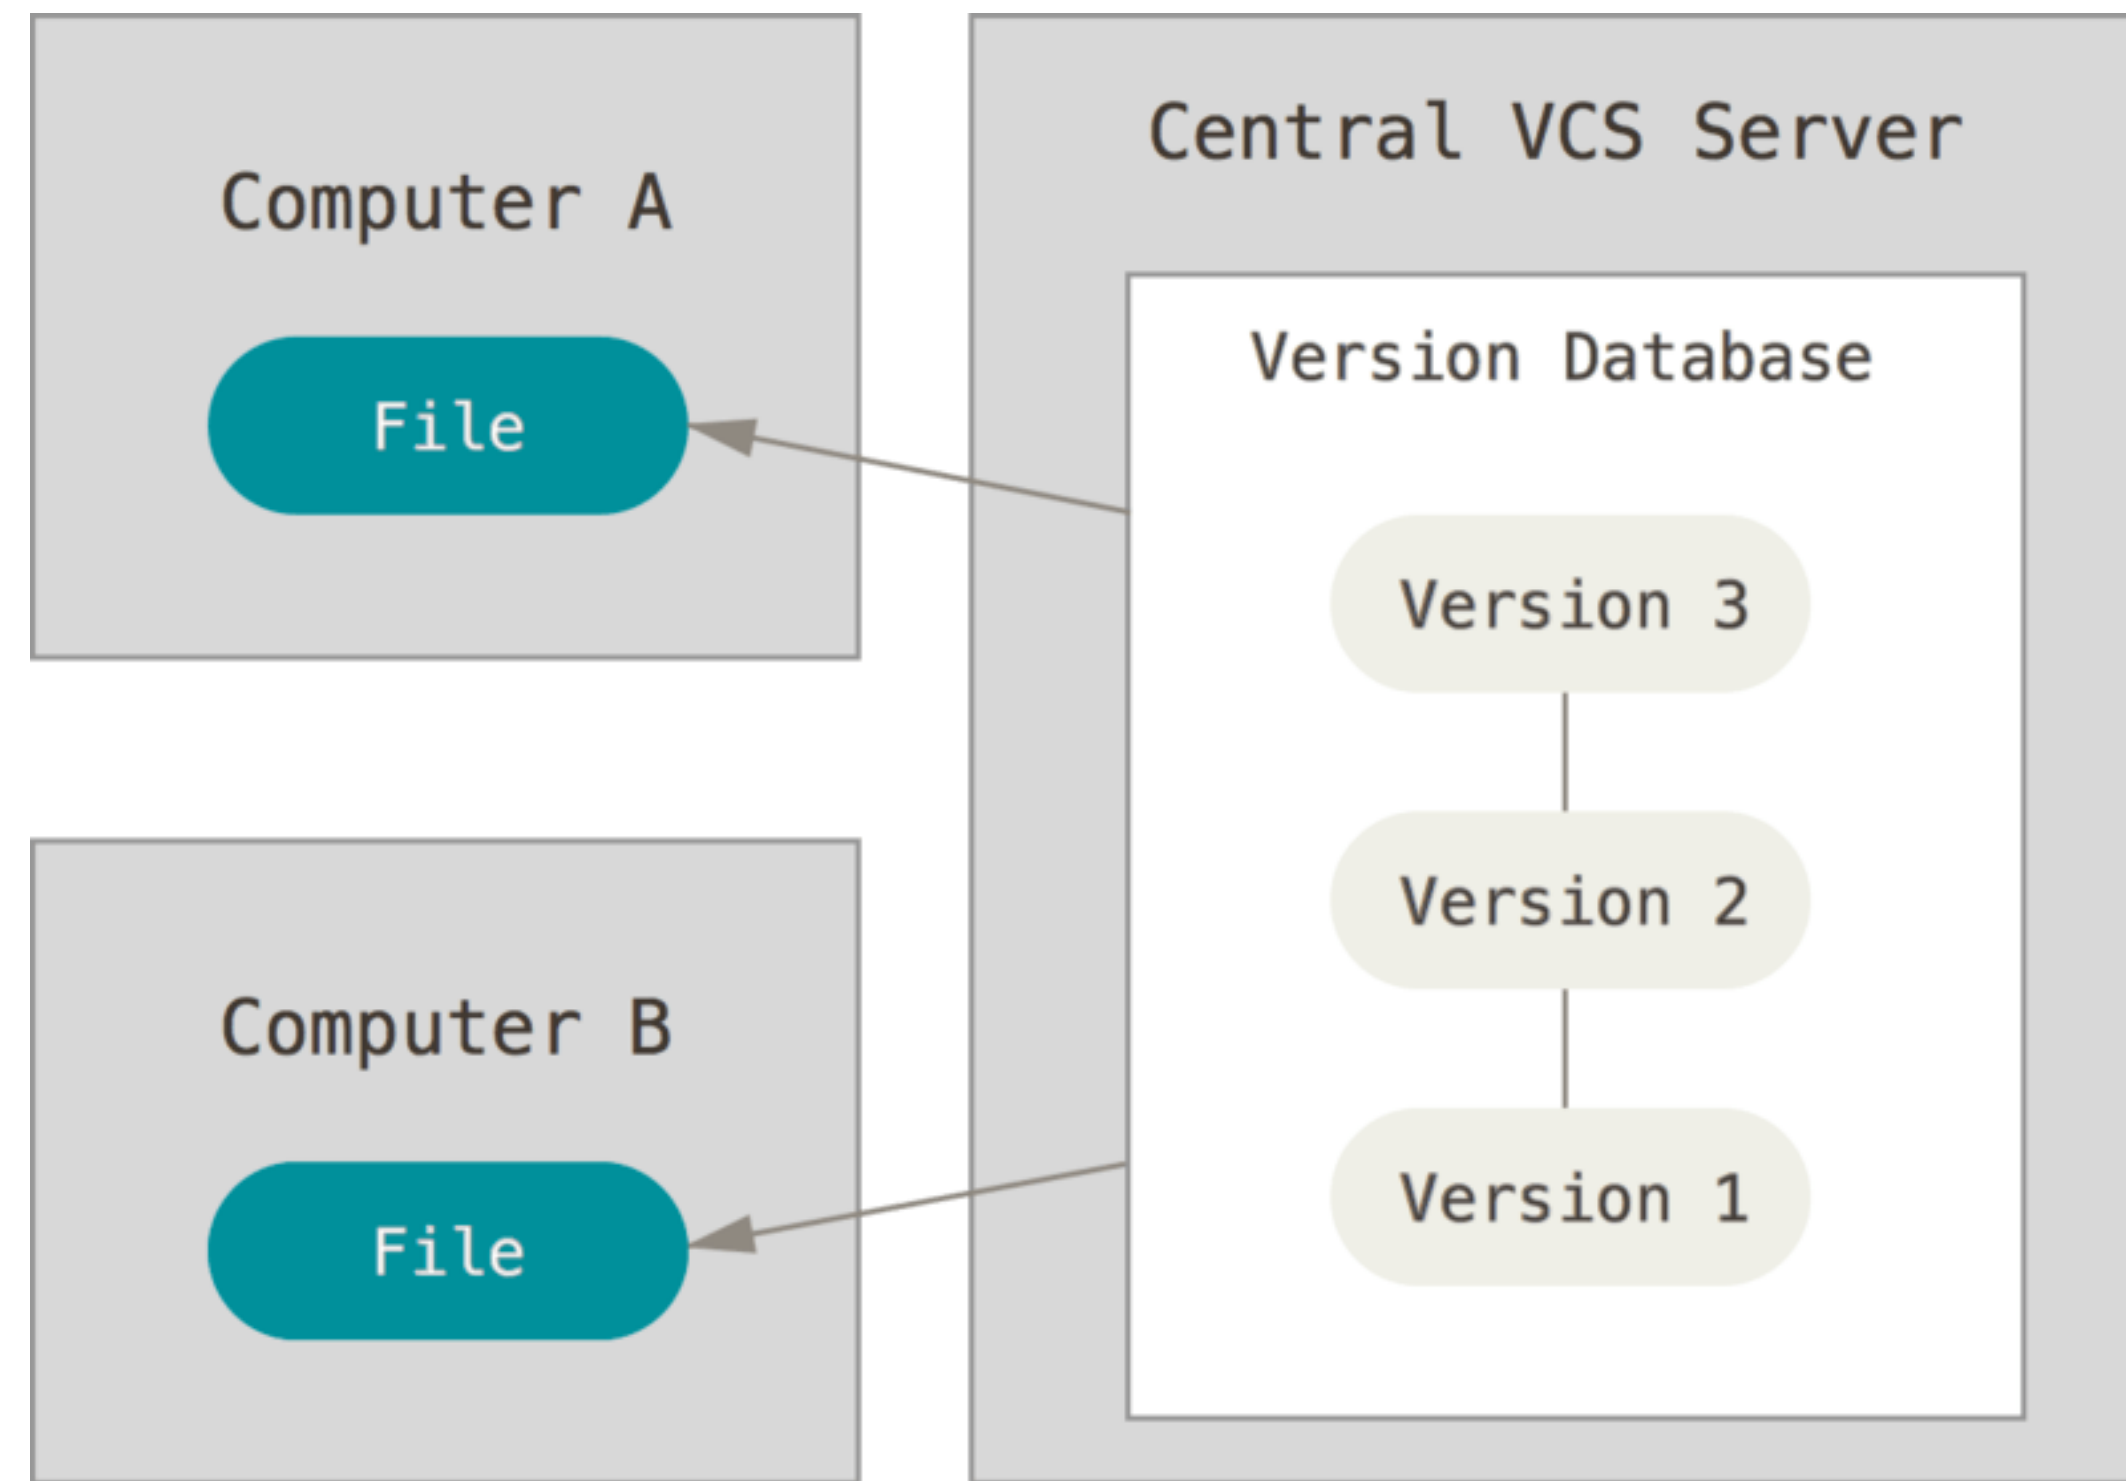 Computer A
File
Computer B
File
Central VCS Server
Version Database
Version 3
Version 2
Version 1